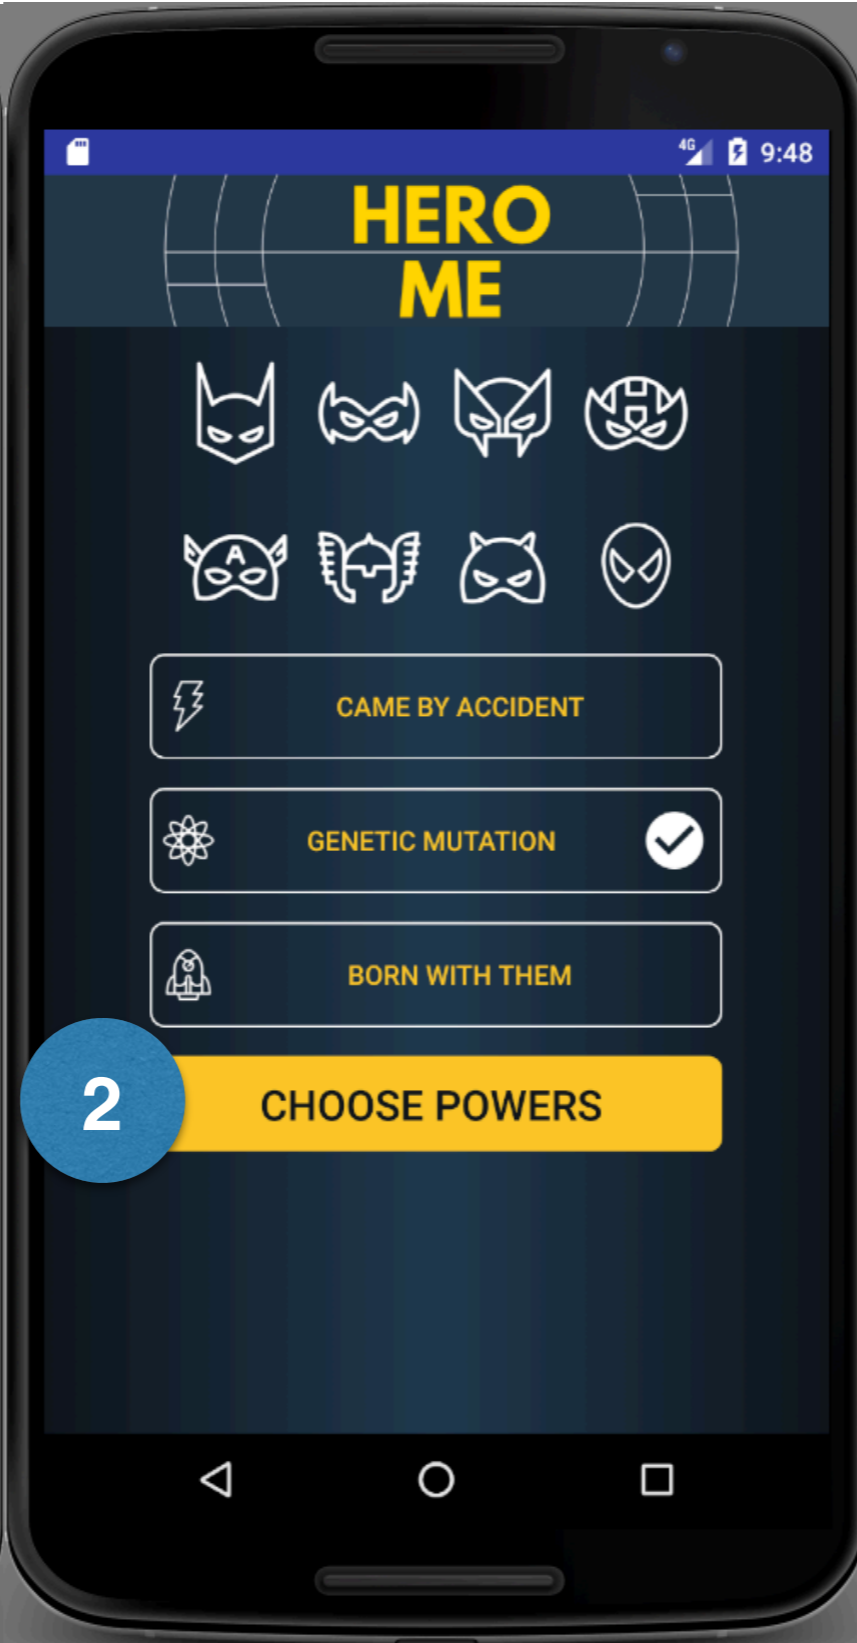 4G 9:48
HERO
ME
A
CAME BY ACCIDENT
GENETIC MUTATION
BORN WITH THEM
2 CHOOSE POWERS